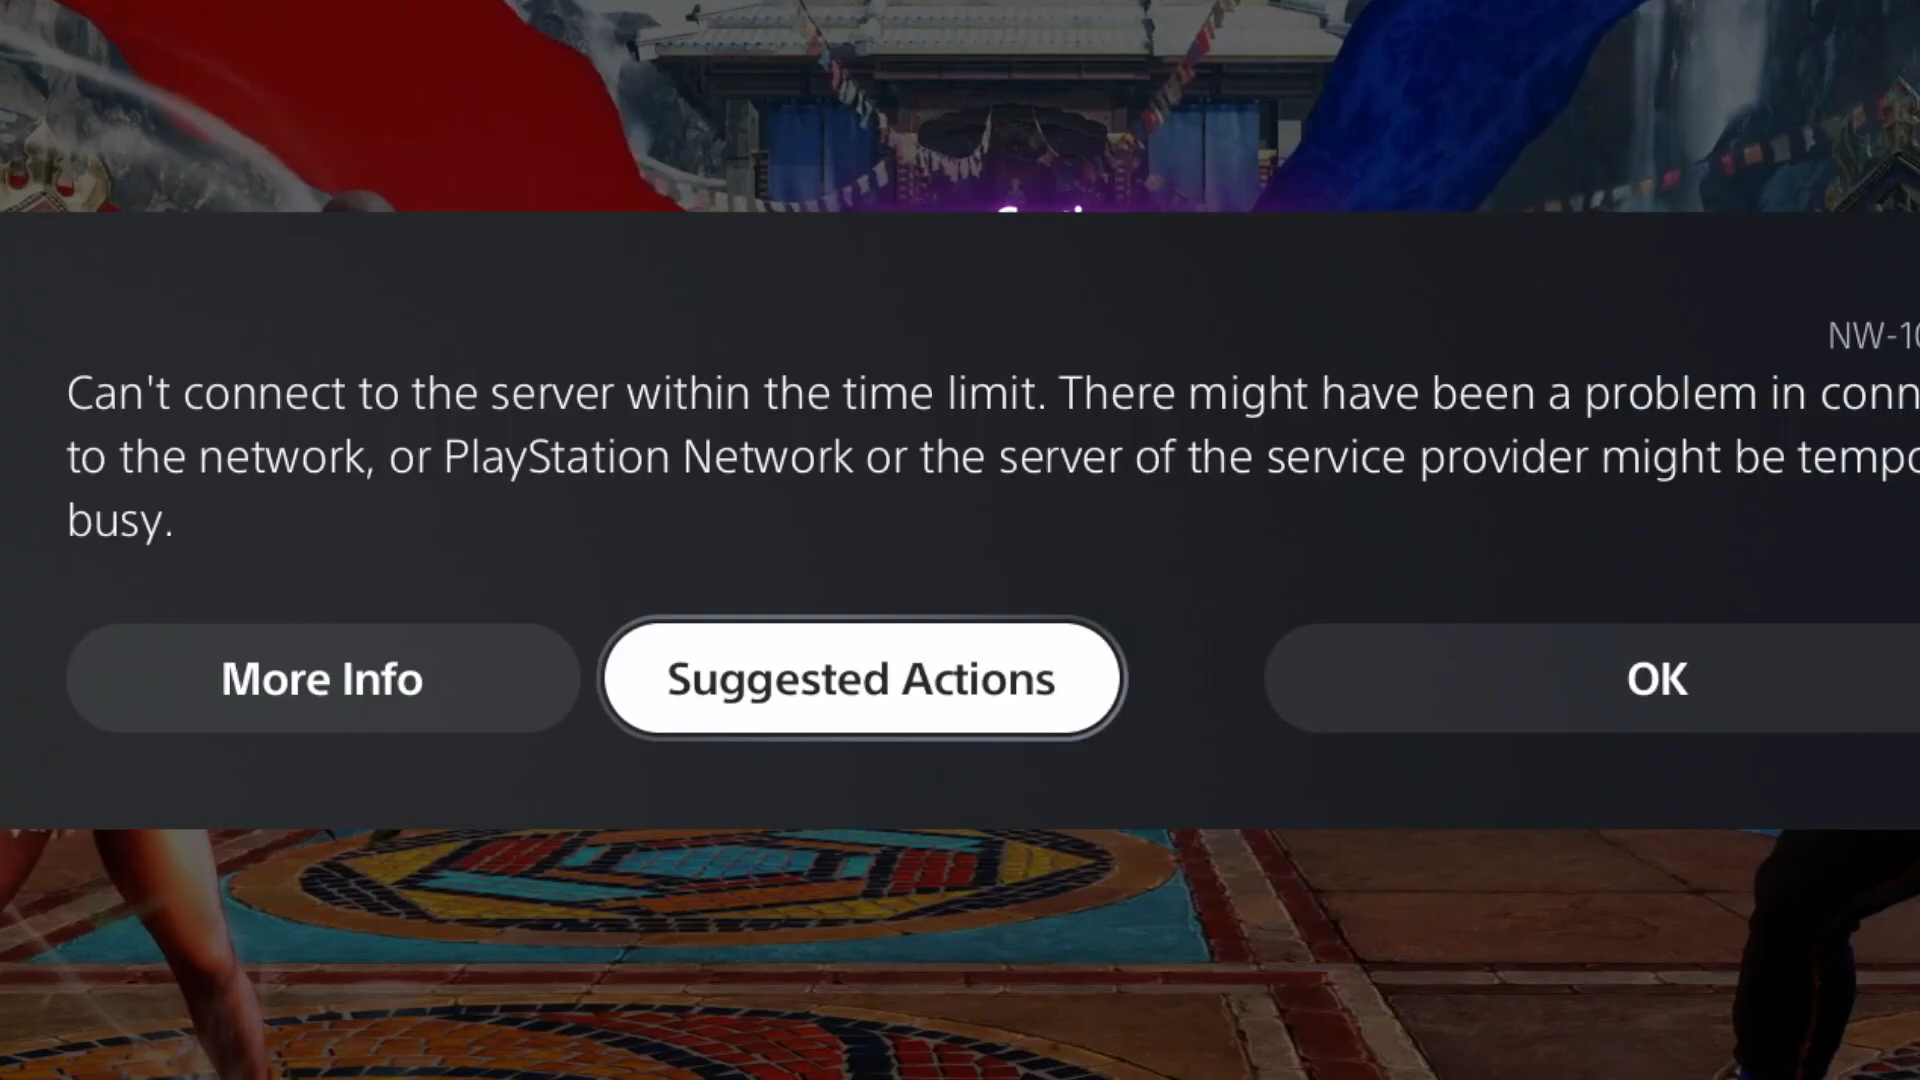 NW-10
Can't connect to the server within the time limit. There might have been a problem in conn
to the network, or PlayStation Network or the server of the service provider might be tempo
busy.
More Info
Suggested Actions
OK